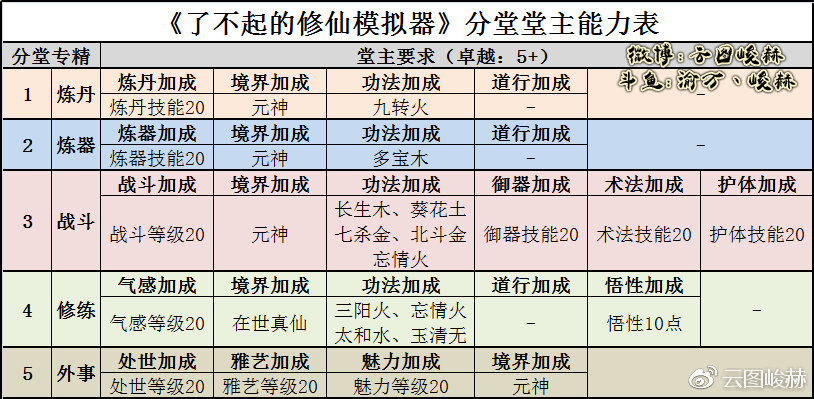 《了不起的修仙模拟器》分堂堂主能力表
分堂专精 堂主要求（卓越：5+）
微博：云图峻赫
斗鱼：渝万丶峻赫
1 炼丹 炼丹加成 境界加成 功法加成 道行加成 -
炼丹技能20 元神 九转火 -
2 炼器 炼器加成 境界加成 功法加成 道行加成 -
炼器技能20 元神 多宝木 -
3 战斗 战斗加成 境界加成 功法加成 御器加成 术法加成 护体加成
战斗等级20 元神 长生木、葵花土 御器技能20 术法技能20 护体技能20
七杀金、北斗金
忘情火
4 修练 气感加成 境界加成 功法加成 道行加成 悟性加成 -
气感等级20 在世真仙 三阳火、忘情火 - 悟性10点
太和水、玉清无
5 外事 处世加成 雅艺加成 魅力加成 境界加成
处世等级20 雅艺等级20 魅力等级20 元神
云图峻赫